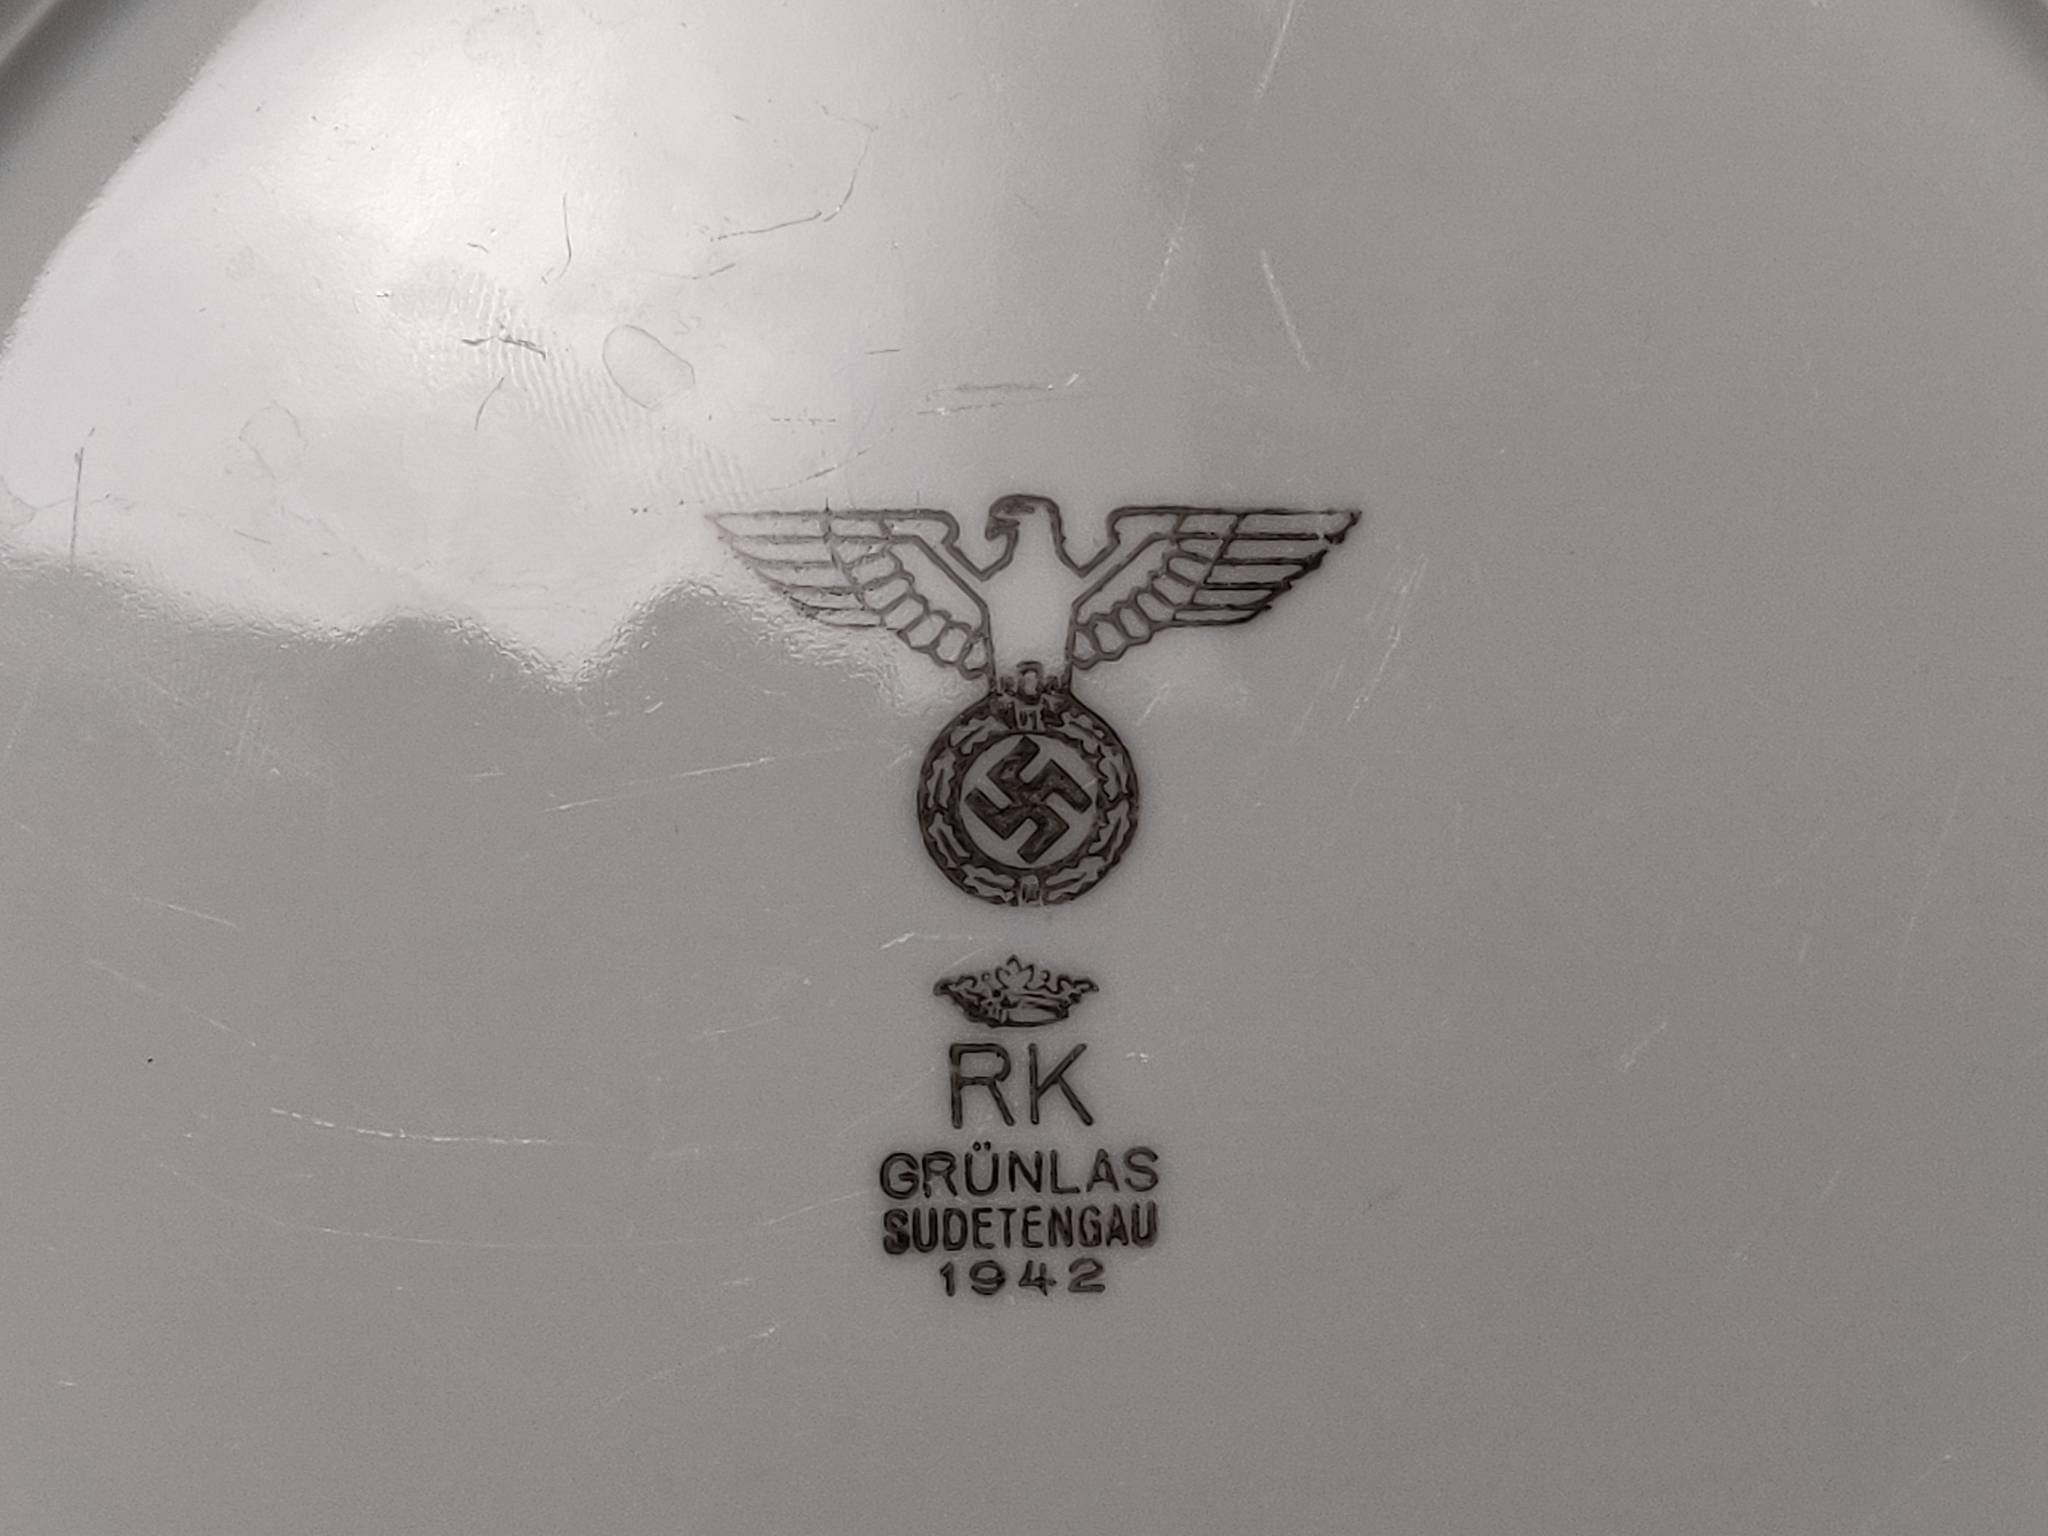 RK
GRÜNLAS
SUDETENGAU
1942